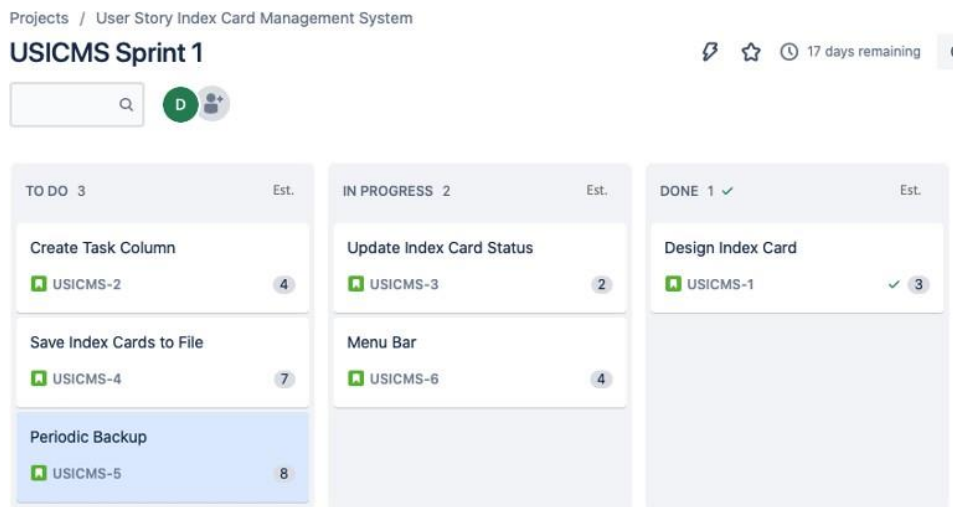 Projects / User Story Index Card Management System
USICMS Sprint 1
17 days remaining
D
TO DO 3 Est.
Create Task Column
USICMS-2 4
Save Index Cards to File
USICMS-4 7
Periodic Backup
USICMS-5 8
IN PROGRESS 2 Est.
Update Index Card Status
USICMS-3 2
Menu Bar
USICMS-6 4
DONE 1 Est.
Design Index Card
USICMS-1 3